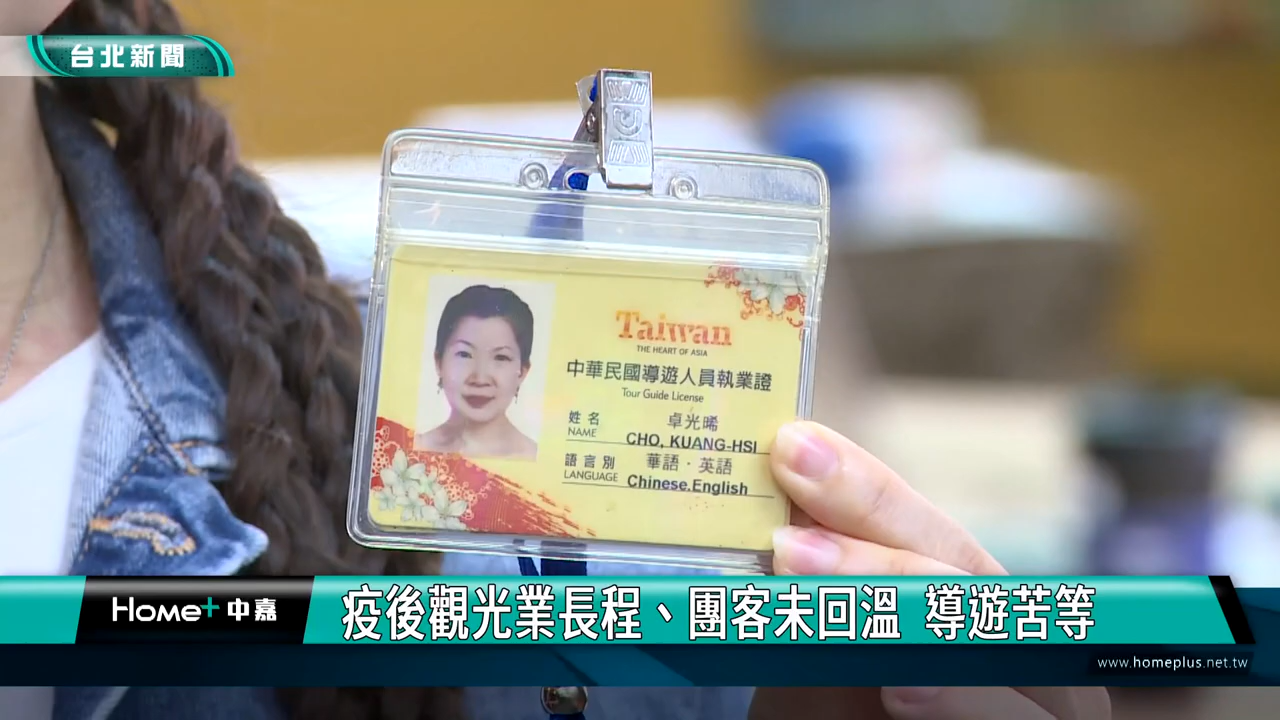 台北新聞
Taiwan
THE HEART OF ASIA
中華民國導遊人員執業證
Tour Guide License
姓名 卓光晞
NAME CHO, KUANG-HSI
語言別 華語·英語
LANGUAGE Chinese.English
Home+中嘉
疫後觀光業長程、團客未回溫 導遊苦等
www.homeplus.net.tw